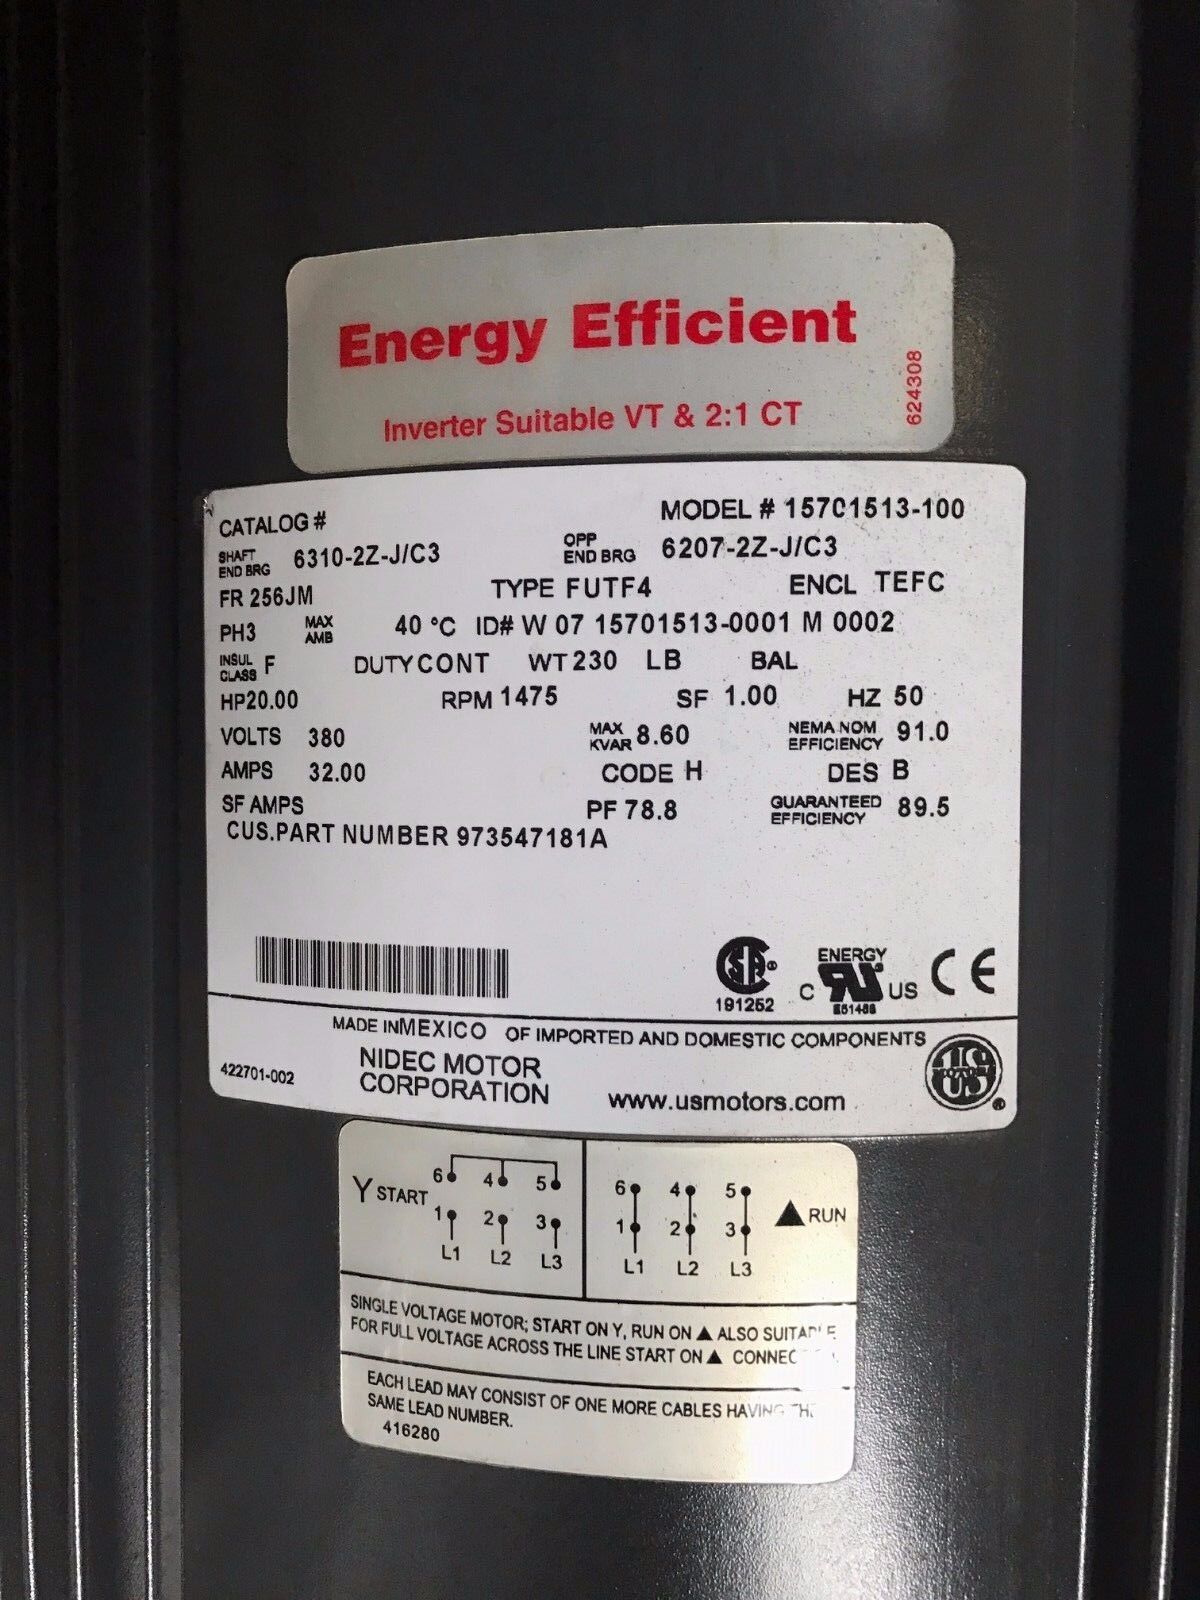 Energy Efficient
Inverter Suitable VT & 2:1 CT
624308
CATALOG # MODEL # 15701513-100
SHAFT END BRG 6310-2Z-J/C3 OPP END BRG 6207-2Z-J/C3
FR 256JM TYPE FUTF4 ENCL TEFC
PH3 MAX AMB 40 °C ID# W 07 15701513-0001 M 0002
INSUL CLASS F DUTY CONT WT 230 LB BAL
HP 20.00 RPM 1475 SF 1.00 HZ 50
VOLTS 380 MAX KVAR 8.60 NEMA NOM EFFICIENCY 91.0
AMPS 32.00 CODE H DES B
SF AMPS PF 78.8 GUARANTEED EFFICIENCY 89.5
CUS.PART NUMBER 973547181A
SA ®
191252
ENERGY
C UR US CE
E51488
MADE IN MEXICO OF IMPORTED AND DOMESTIC COMPONENTS
422701-002
NIDEC MOTOR
CORPORATION
www.usmotors.com
US MOTORS ®
Y START
6 4 5
1 2 3
L1 L2 L3
6 4 5
1 2 3
L1 L2 L3
▲ RUN
SINGLE VOLTAGE MOTOR; START ON Y, RUN ON ▲ ALSO SUITABLE
FOR FULL VOLTAGE ACROSS THE LINE START ON ▲
EACH LEAD MAY CONSIST OF ONE MORE CABLES HAVING THE
SAME LEAD NUMBER.
416280